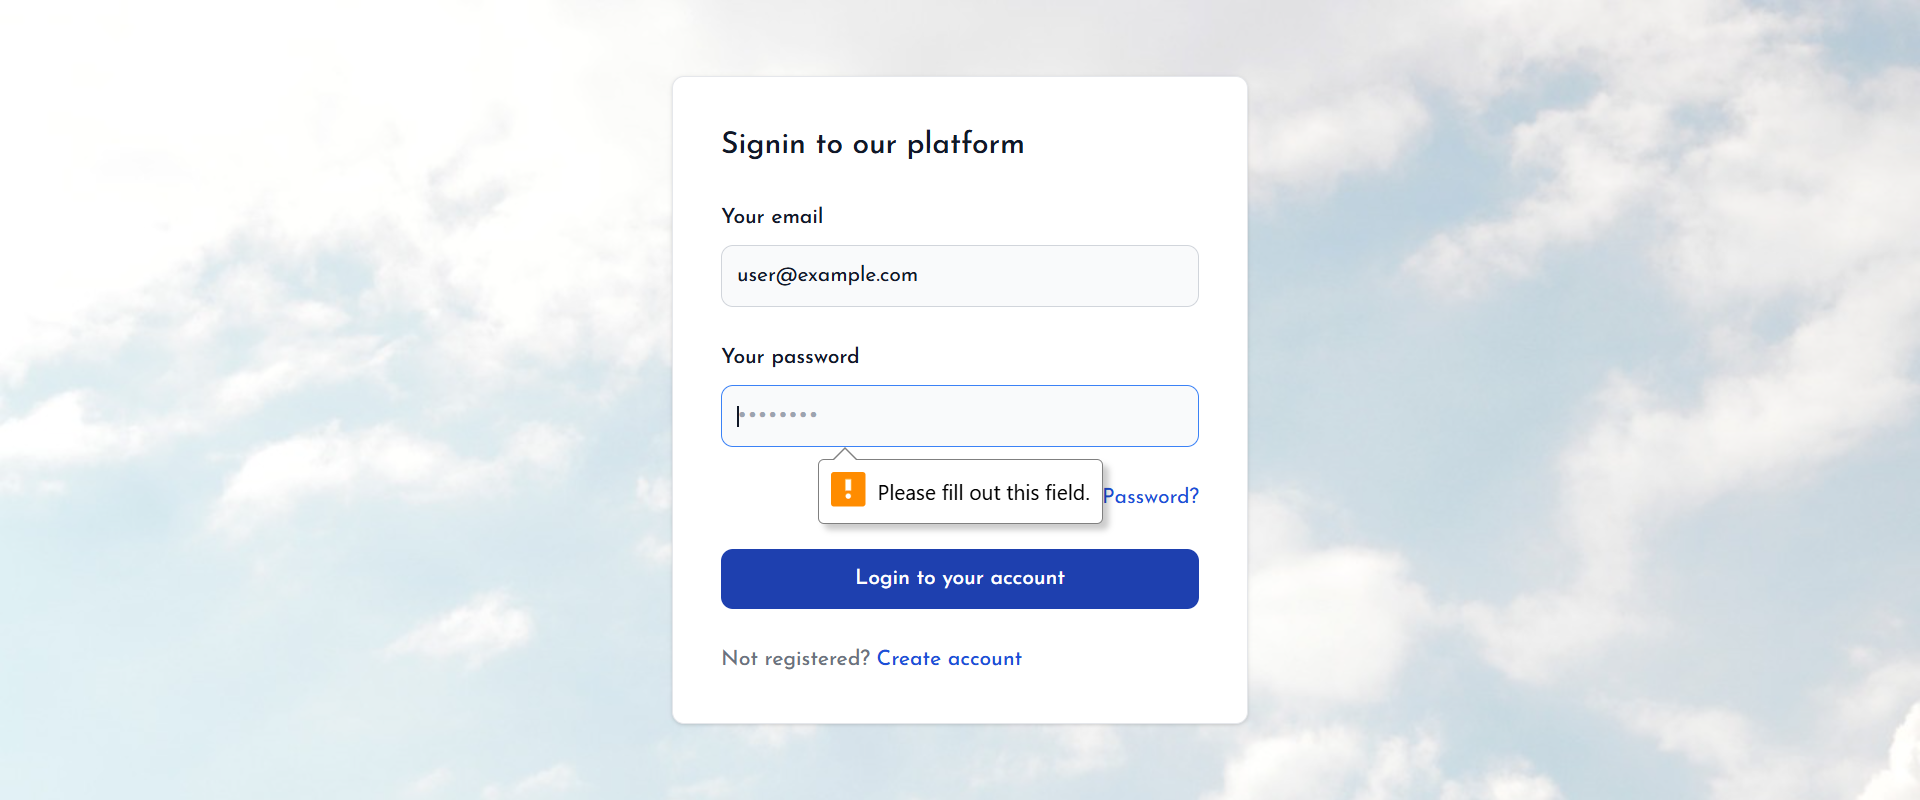 Signin to our platform
Your email
user@example.com
Your password
••••••••
Please fill out this field.
Password?
Login to your account
Not registered? Create account